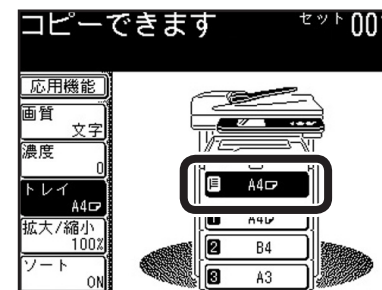 コピーできます セット 00
応用機能
画質
文字
濃度
0
トレイ
A4
拡大/縮小
100%
ソート
ON
A4
1 A4
2 B4
3 A3